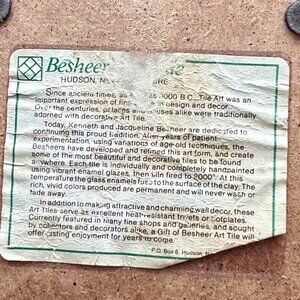 Besheer
HUDSON, N
Since ancient times, 3000 B.C., Tile Art was an
important expression of fine in design and decor.
Over the centuries, palaces and houses alike were traditionally
adorned with decorative Art Tile.
Today, Kenneth and Jacqueline Besheer are dedicated to
continuing this proud tradition. After years of patient
experimentation, using variations of age-old techniques, the
Besheers have developed and refined this art form, and create
some of the most beautiful and decorative tiles to be found
anywhere. Each tile is individually and completely handpainted
using vibrant enamel glazes, then kiln fired to 2000°. At this
temperature the glass enamels fuse to the surface of the clay. The
rich, vivid colors produced are permanent and will never wash or
fade away.
In addition to making attractive and charming wall decor, these
Art Tiles serve as excellent heat-resistant trivets or hotplates.
Currently featured in many fine shops and galleries, and sought
by collectors and decorators alike, a Gift of Besheer Art Tile will
offer lasting enjoyment for years to come.
P.O. Box 6, Hudson, N.